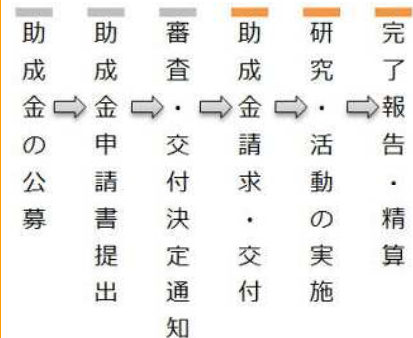 助成金の公募
助成金申請書提出
審査・交付決定通知
助成金請求・交付
研究・活動の実施
完了報告・精算